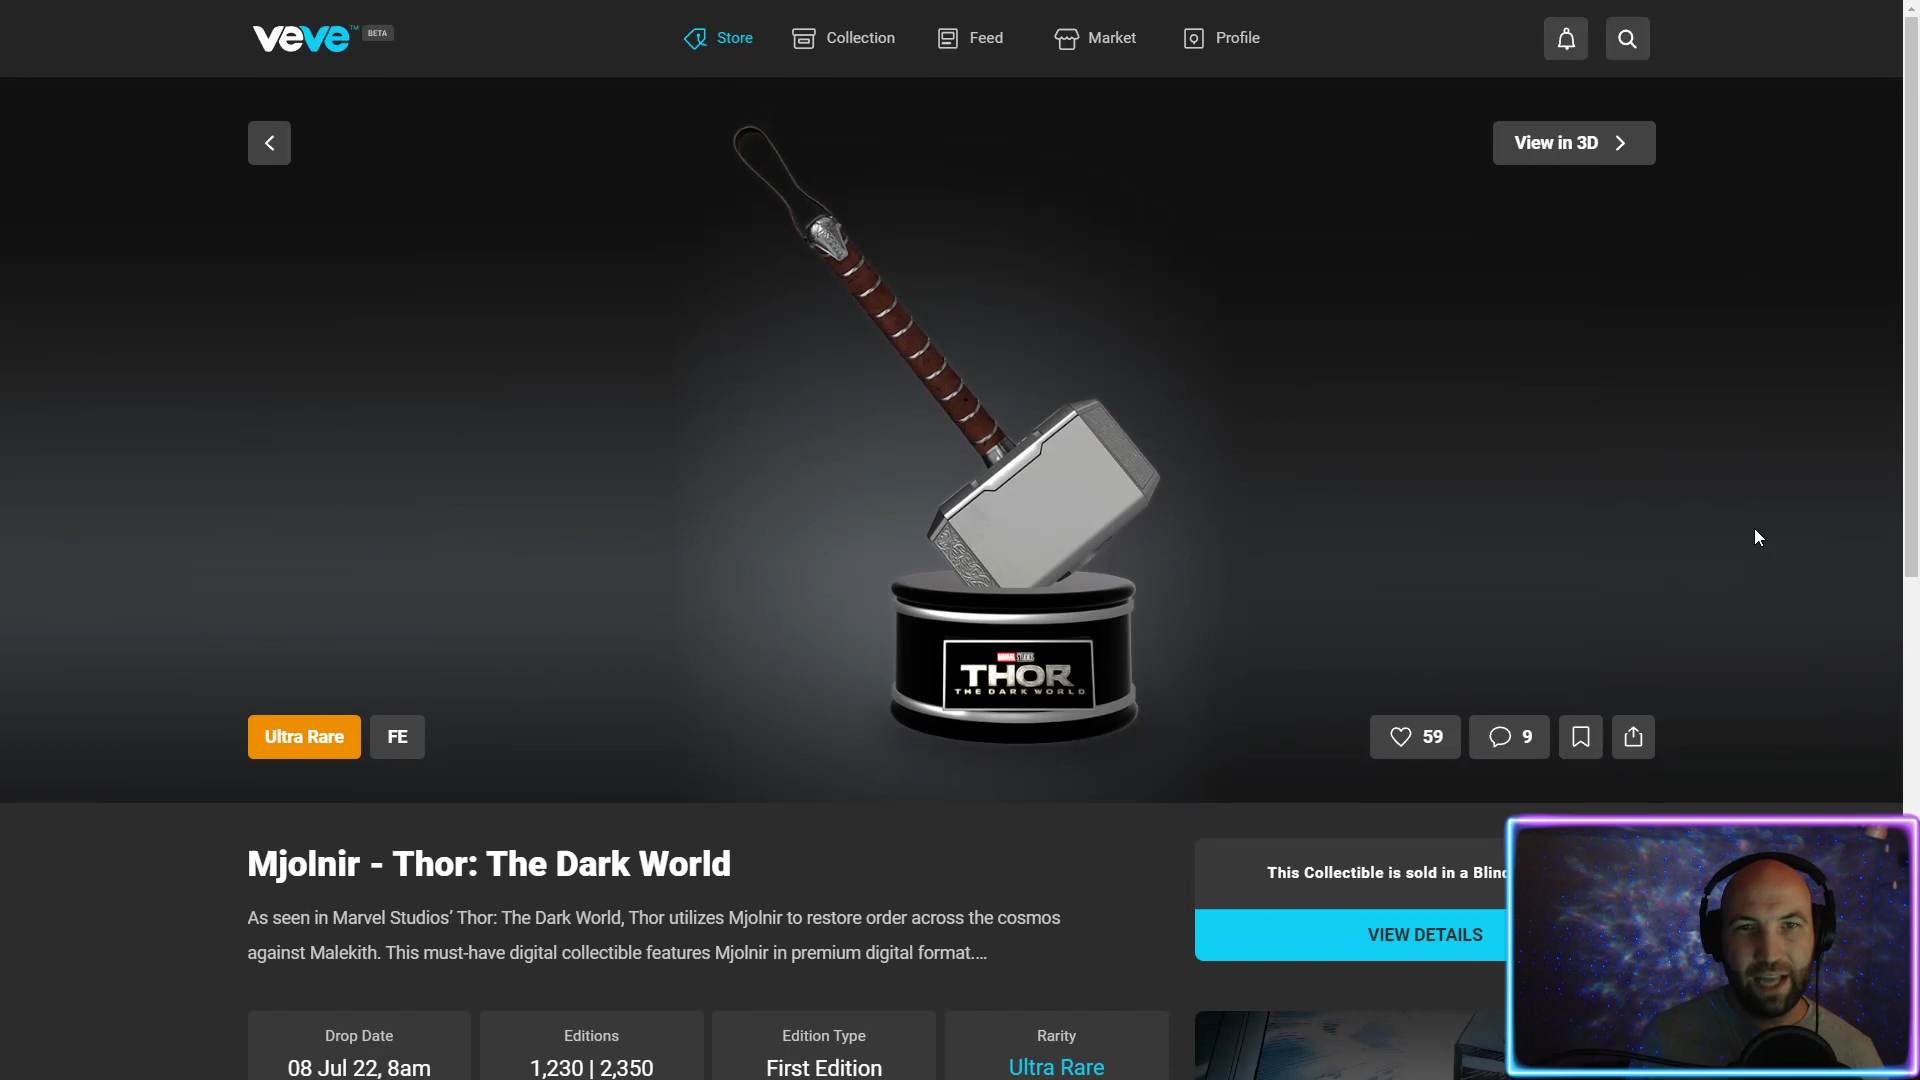 veve™ BETA
Store
Collection
Feed
Market
Profile
View in 3D
MARVEL STUDIOS
THOR
THE DARK WORLD
Ultra Rare
FE
59
9
Mjolnir - Thor: The Dark World
This Collectible is sold in a Blind
As seen in Marvel Studios’ Thor: The Dark World, Thor utilizes Mjolnir to restore order across the cosmos
against Malekith. This must-have digital collectible features Mjolnir in premium digital format....
VIEW DETAILS
Drop Date
08 Jul 22, 8am
Editions
1,230 | 2,350
Edition Type
First Edition
Rarity
Ultra Rare